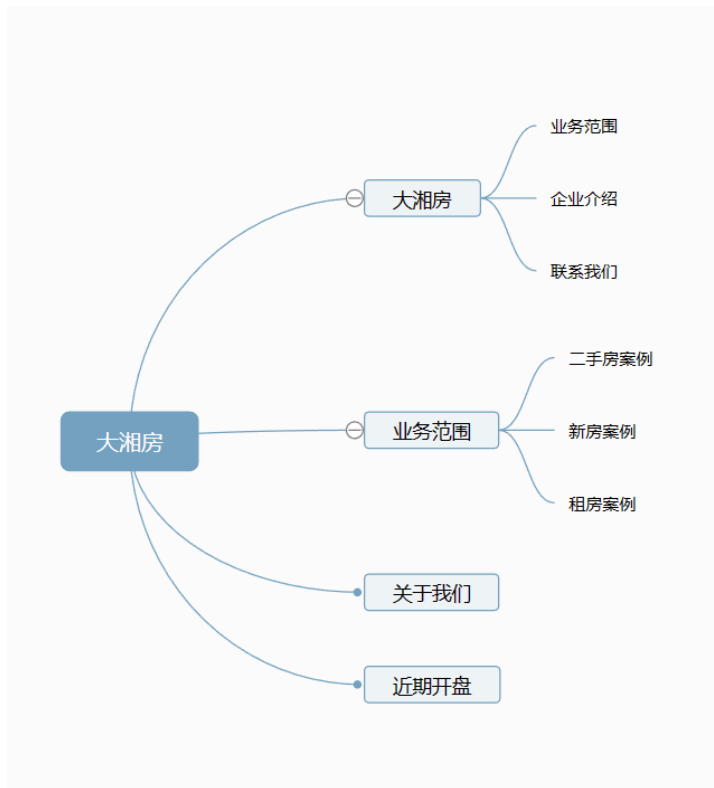 大湘房
大湘房
业务范围
企业介绍
联系我们
业务范围
二手房案例
新房案例
租房案例
关于我们
近期开盘